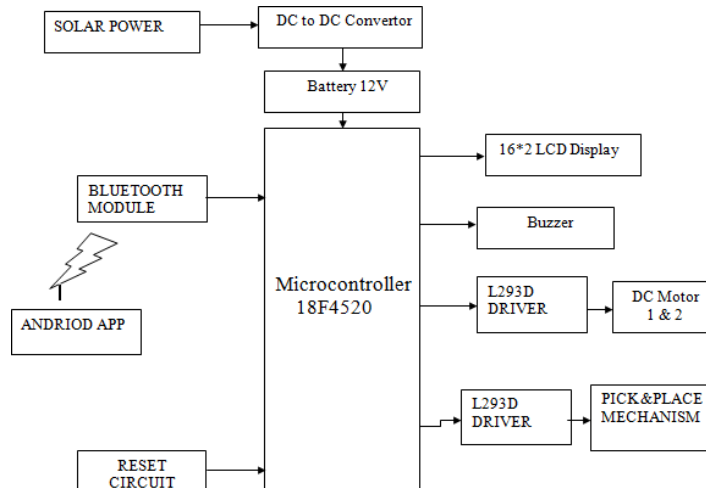 SOLAR POWER
DC to DC Convertor
Battery 12V
16*2 LCD Display
BLUETOOTH
MODULE
Buzzer
Microcontroller
18F4520
L293D
DRIVER
DC Motor
1 & 2
ANDRIOD APP
L293D
DRIVER
PICK&PLACE
MECHANISM
RESET
CIRCUIT